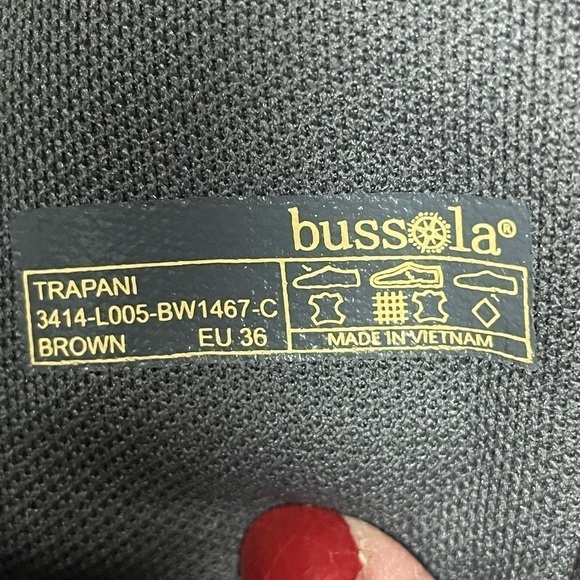 bussola®
TRAPANI
3414-L005-BW1467-C
BROWN EU 36
MADE IN VIETNAM